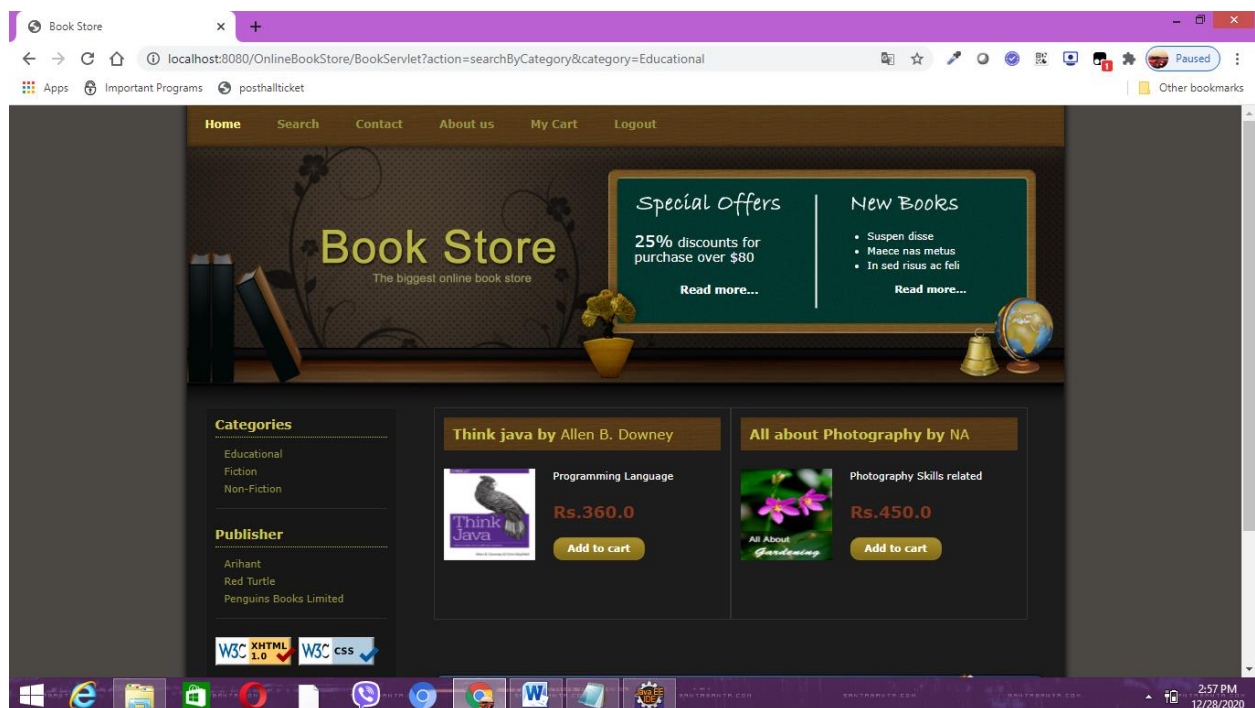 Book Store
localhost:8080/OnlineBookStore/BookServlet?action=searchByCategory&category=Educational
Paused
Apps Important Programs posthallticket Other bookmarks
Home Search Contact About us My Cart Logout
Book Store
The biggest online book store
Special Offers
25% discounts for
purchase over $80
Read more...
New Books
Suspen disse
Maece nas metus
In sed risus ac feli
Read more...
Categories
Educational
Fiction
Non-Fiction
Publisher
Arihant
Red Turtle
Penguins Books Limited
W3C XHTML 1.0 W3C css
Think java by Allen B. Downey
Think
Java
Programming Language
Rs.360.0
Add to cart
All about Photography by NA
All About
Gardening
Photography Skills related
Rs.450.0
Add to cart
Java EE
IDE
2:57 PM
12/28/2020